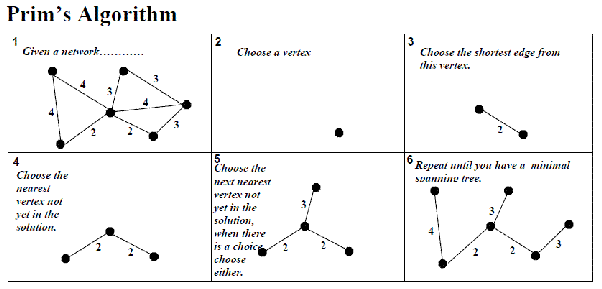 Prim's Algorithm
1
Given a network............
4
3
3
4
4
2
2
3
2
Choose a vertex
3
Choose the shortest edge from
this vertex.
2
4
Choose the
nearest
vertex not
yet in the
solution.
2
2
5
Choose the
next nearest
vertex not
yet in the
solution,
when there
is a choice
choose
either.
3
2
2
6
Repeat until you have a minimal
spanning tree.
3
4
2
2
3